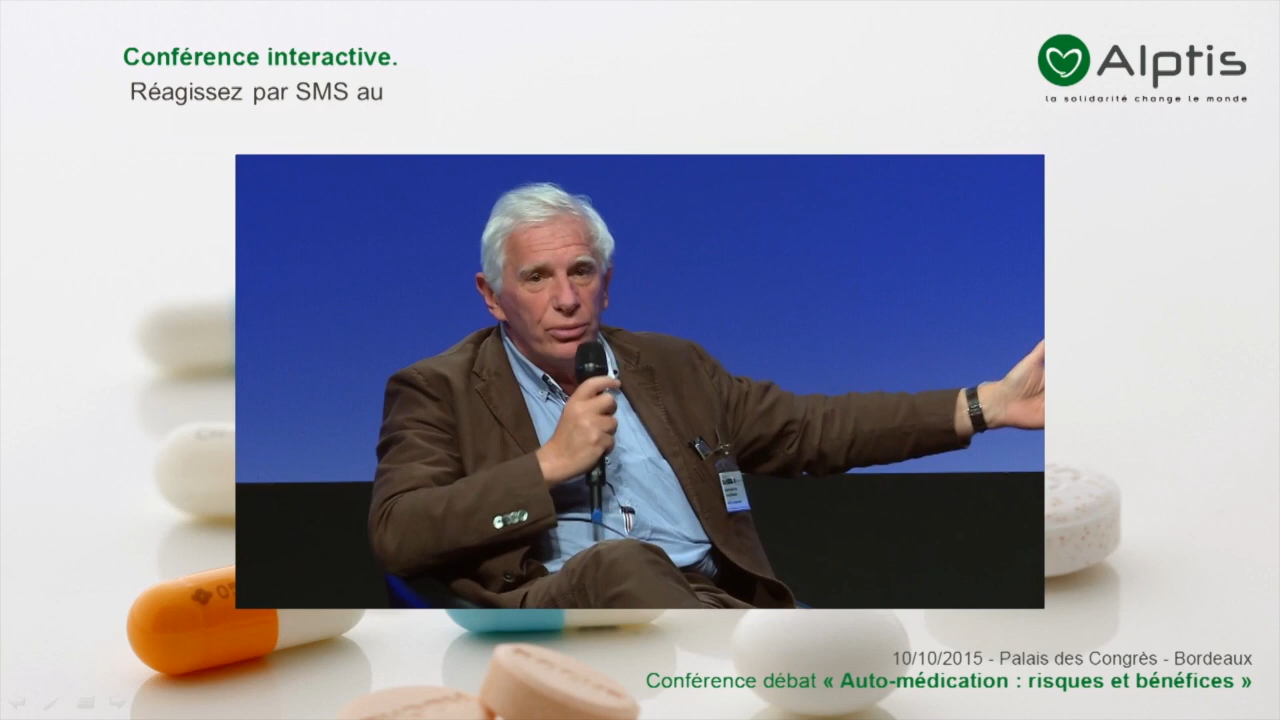 Conférence interactive.
Réagissez par SMS au
Alptis
la solidarité change le monde
10/10/2015 - Palais des Congrès - Bordeaux
Conférence débat « Auto-médication : risques et bénéfices »